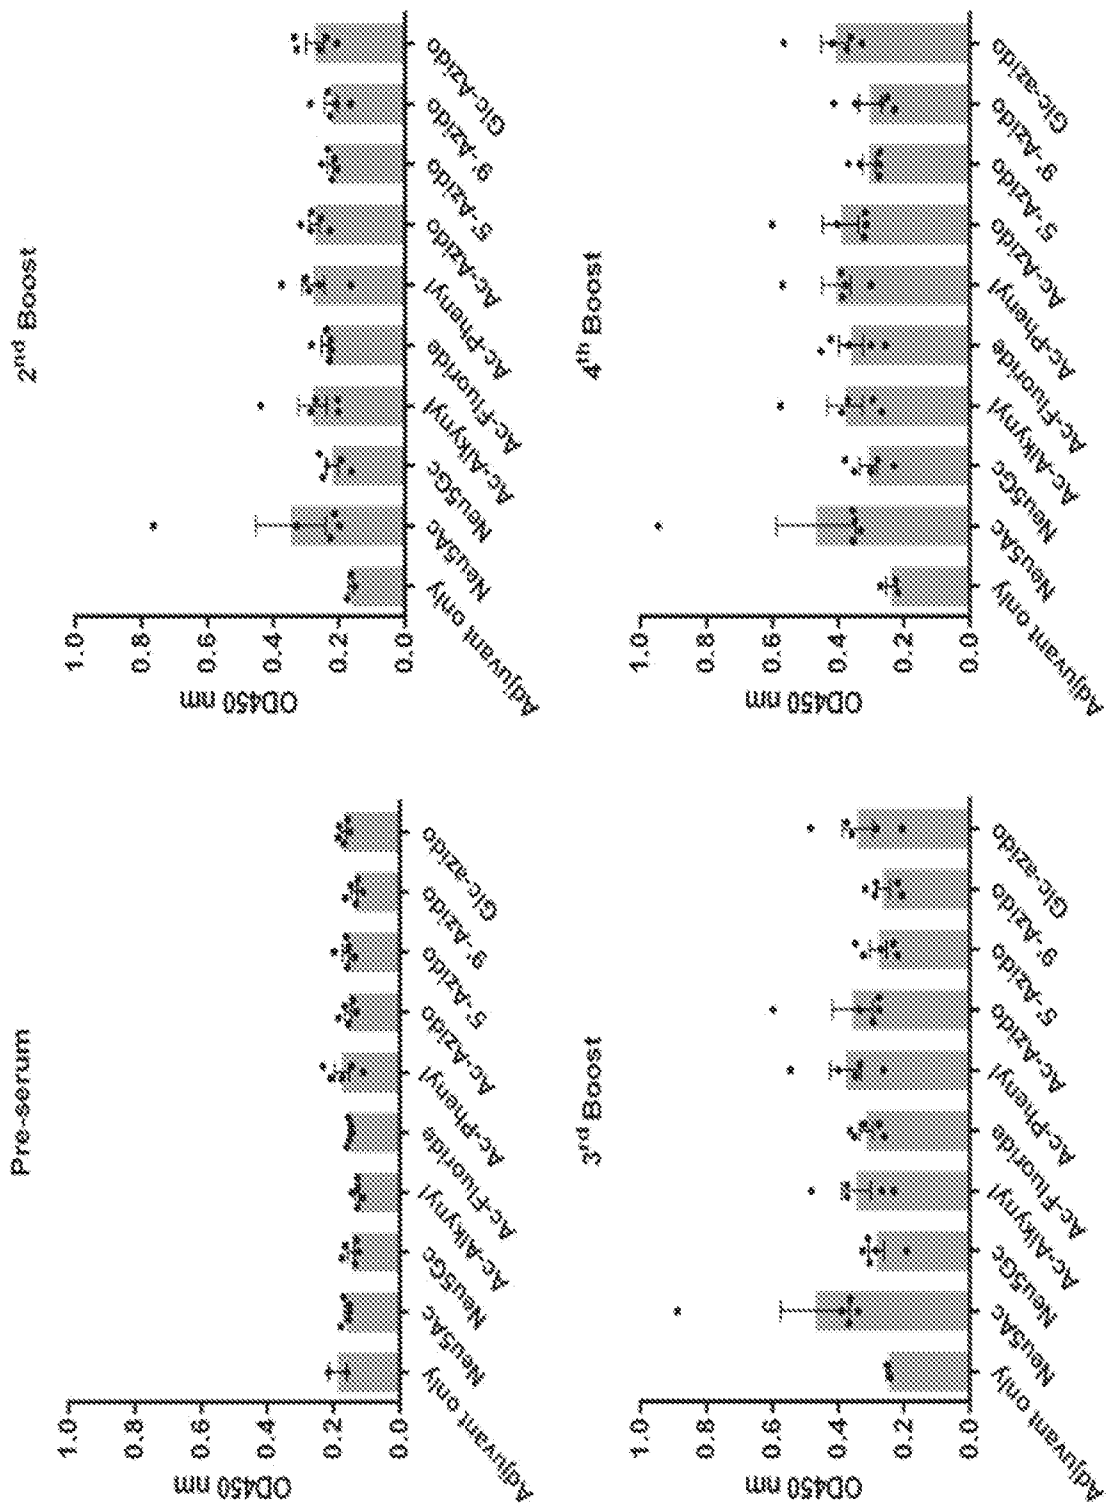 Pre-serum
OD450 nm
1.0
0.8
0.6
0.4
0.2
0.0
Adjuvant only
Neu5Ac
Neu5Gc
Ac-Alkynyl
Ac-Fluoride
Ac-Phenyl
Ac-Azido
5'-Azido
9'-Azido
Glc-azido
2nd Boost
OD450 nm
1.0
0.8
0.6
0.4
0.2
0.0
Adjuvant only
Neu5Ac
Neu5Gc
Ac-Alkynyl
Ac-Fluoride
Ac-Phenyl
Ac-Azido
5'-Azido
9'-Azido
Glc-Azido
3rd Boost
OD450 nm
1.0
0.8
0.6
0.4
0.2
0.0
Adjuvant only
Neu5Ac
Neu5Gc
Ac-Alkynyl
Ac-Fluoride
Ac-Phenyl
Ac-Azido
5'-Azido
9'-Azido
Glc-azido
4th Boost
OD450 nm
1.0
0.8
0.6
0.4
0.2
0.0
Adjuvant only
Neu5Ac
Neu5Gc
Ac-Alkynyl
Ac-Fluoride
Ac-Phenyl
Ac-Azido
5'-Azido
9'-Azido
Glc-azido